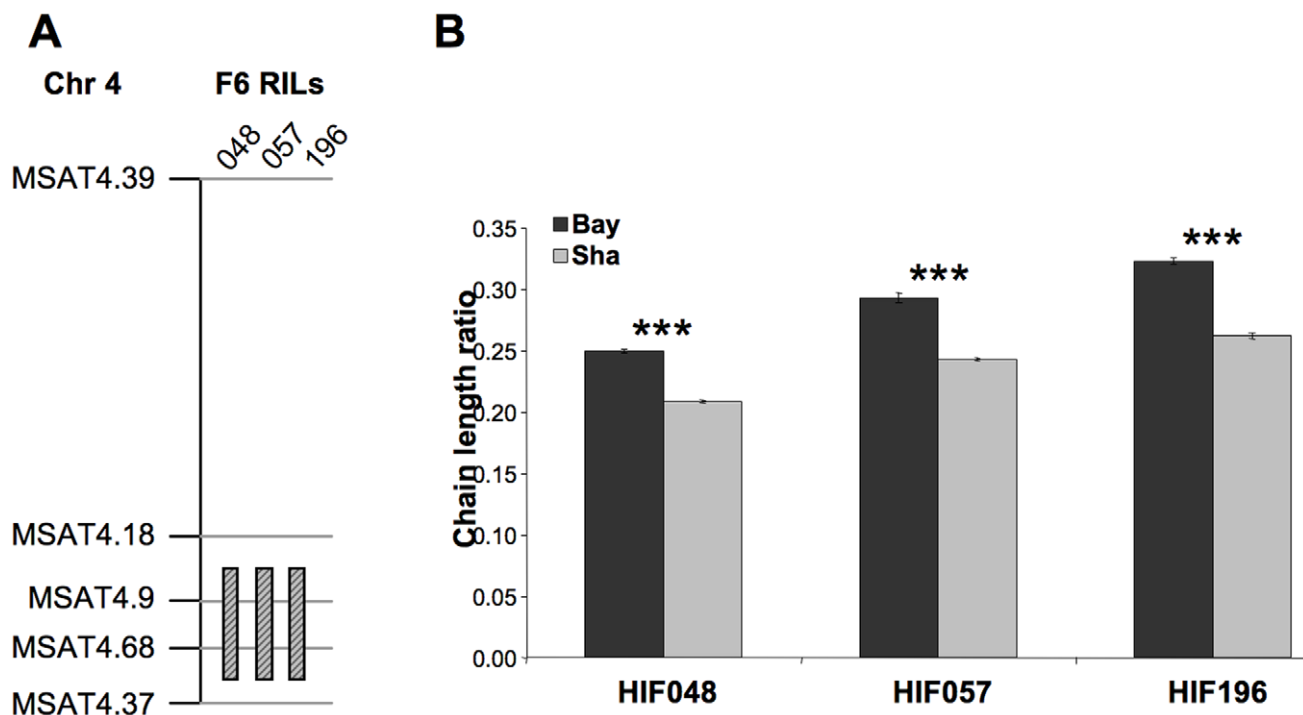 A
Chr 4
F6 RILs
048
057
196
MSAT4.39
MSAT4.18
MSAT4.9
MSAT4.68
MSAT4.37
B
Bay
Sha
Chain length ratio
0.35
0.30
0.25
0.20
0.15
0.10
0.05
0.00
***
***
***
HIF048
HIF057
HIF196